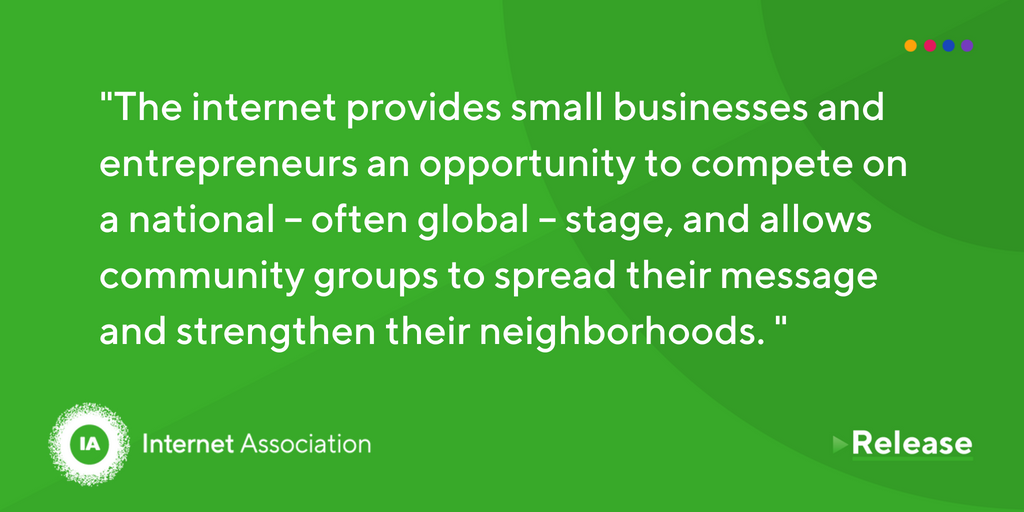 "The internet provides small businesses and
entrepreneurs an opportunity to compete on
a national – often global – stage, and allows
community groups to spread their message
and strengthen their neighborhoods. "
IA Internet Association
Release